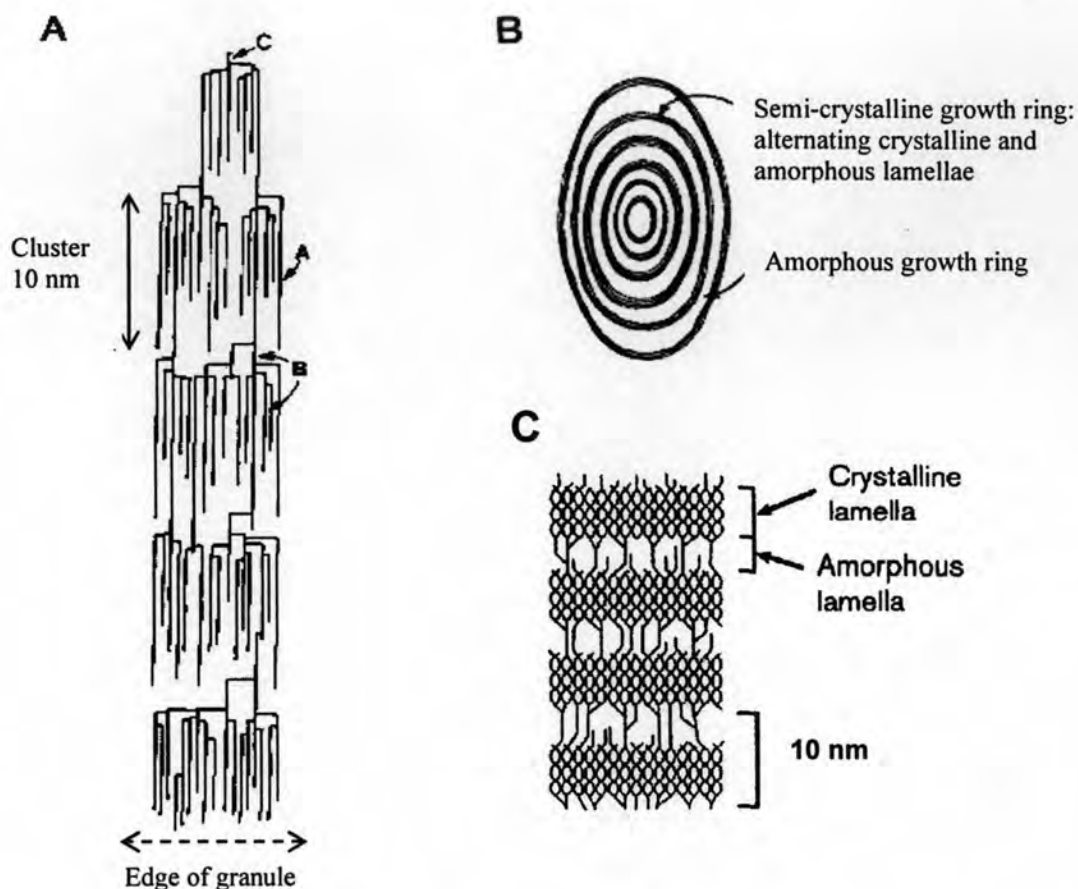 A
C
Cluster
10 nm
A
B
Edge of granule
B
Semi-crystalline growth ring:
alternating crystalline and
amorphous lamellae
Amorphous growth ring
C
Crystalline
lamella
Amorphous
lamella
10 nm